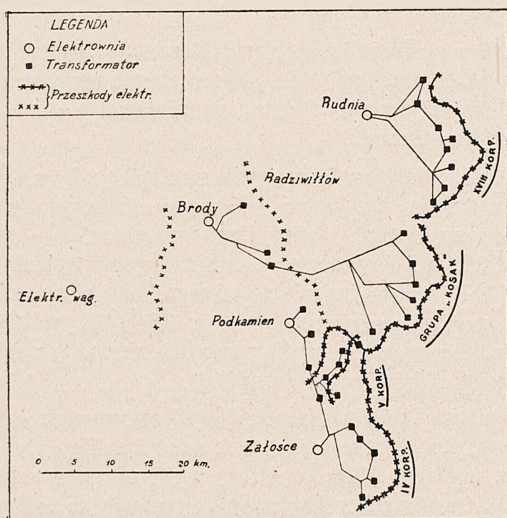 LEGENDA
Elektrownia
Transformator
Przeszkody elektr.
Rudnia
XVIII KORP.
Radziwiłłów
Brody
Elektr. wag.
GRUPA „KOSAK"
Podkamien
V KORP.
Załośce
IV KORP.
0 5 10 15 20 km.